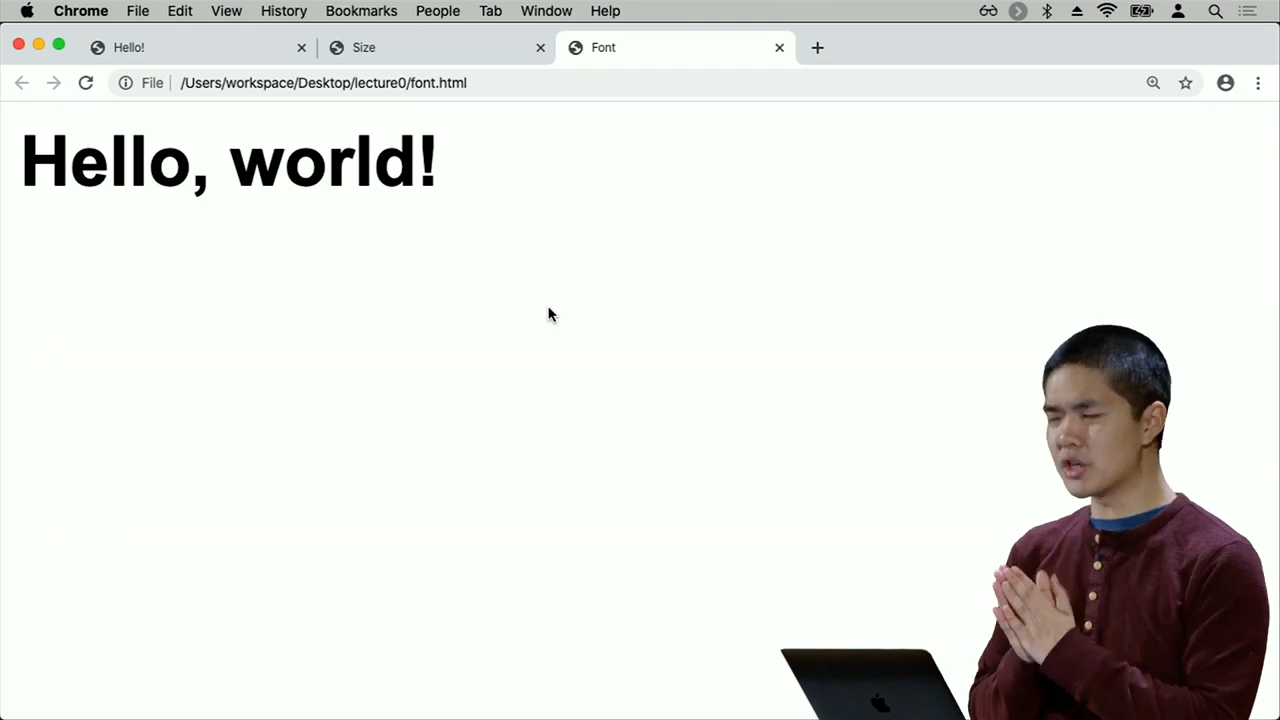 Chrome File Edit View History Bookmarks People Tab Window Help
Hello! Size Font
File /Users/workspace/Desktop/lecture0/font.html
Hello, world!